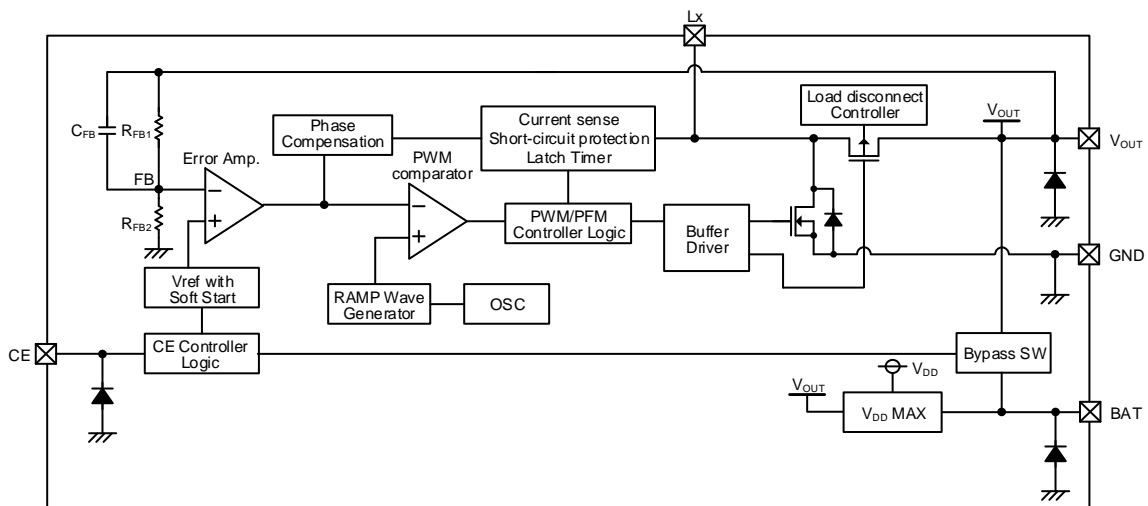 Lx
Load disconnect
Controller
VOUT
CFB
RFB1
Phase
Compensation
Current sense
Short-circuit protection
Latch Timer
VOUT
Error Amp.
PWM
comparator
FB
RFB2
−
+
−
+
PWM/PFM
Controller Logic
Buffer
Driver
GND
Vref with
Soft Start
RAMP Wave
Generator
OSC
CE
CE Controller
Logic
Bypass SW
VDD
VOUT
VDD MAX
BAT